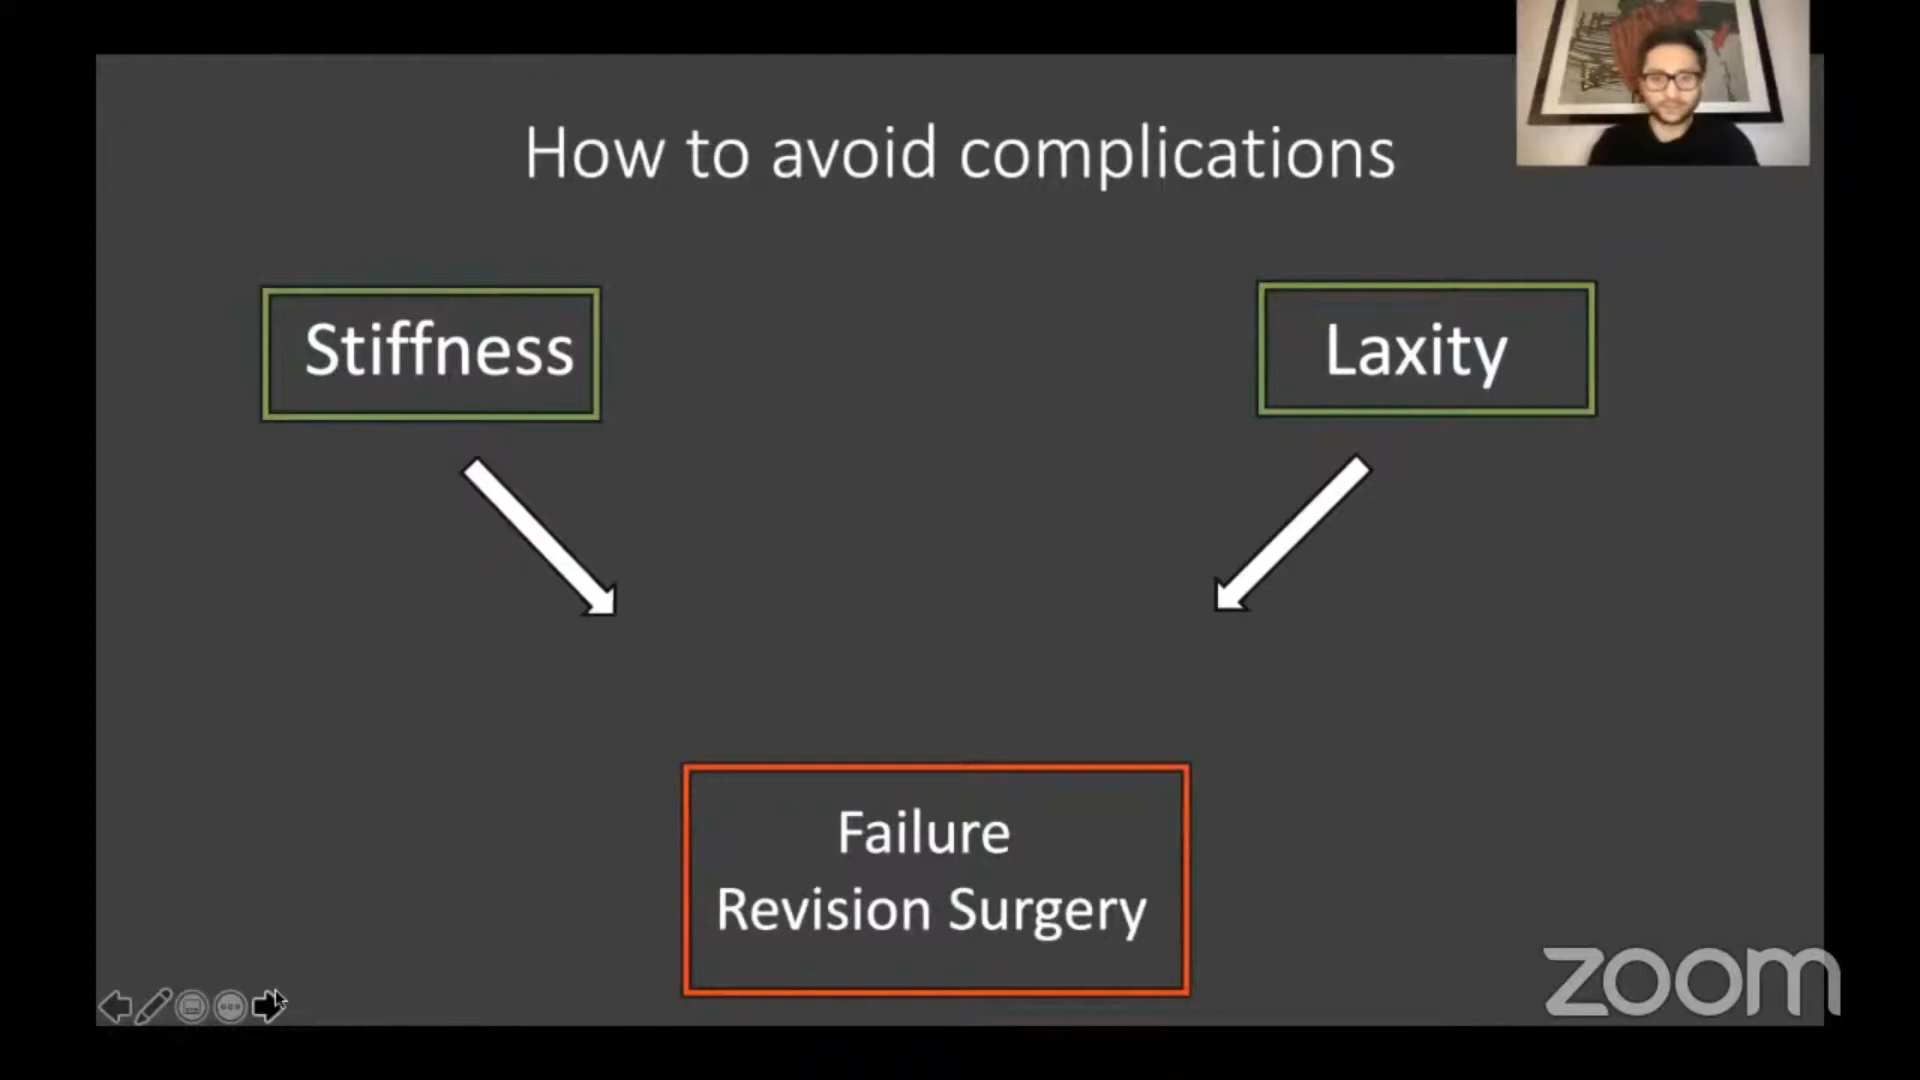 How to avoid complications
Stiffness
Laxity
Failure
Revision Surgery
zoom